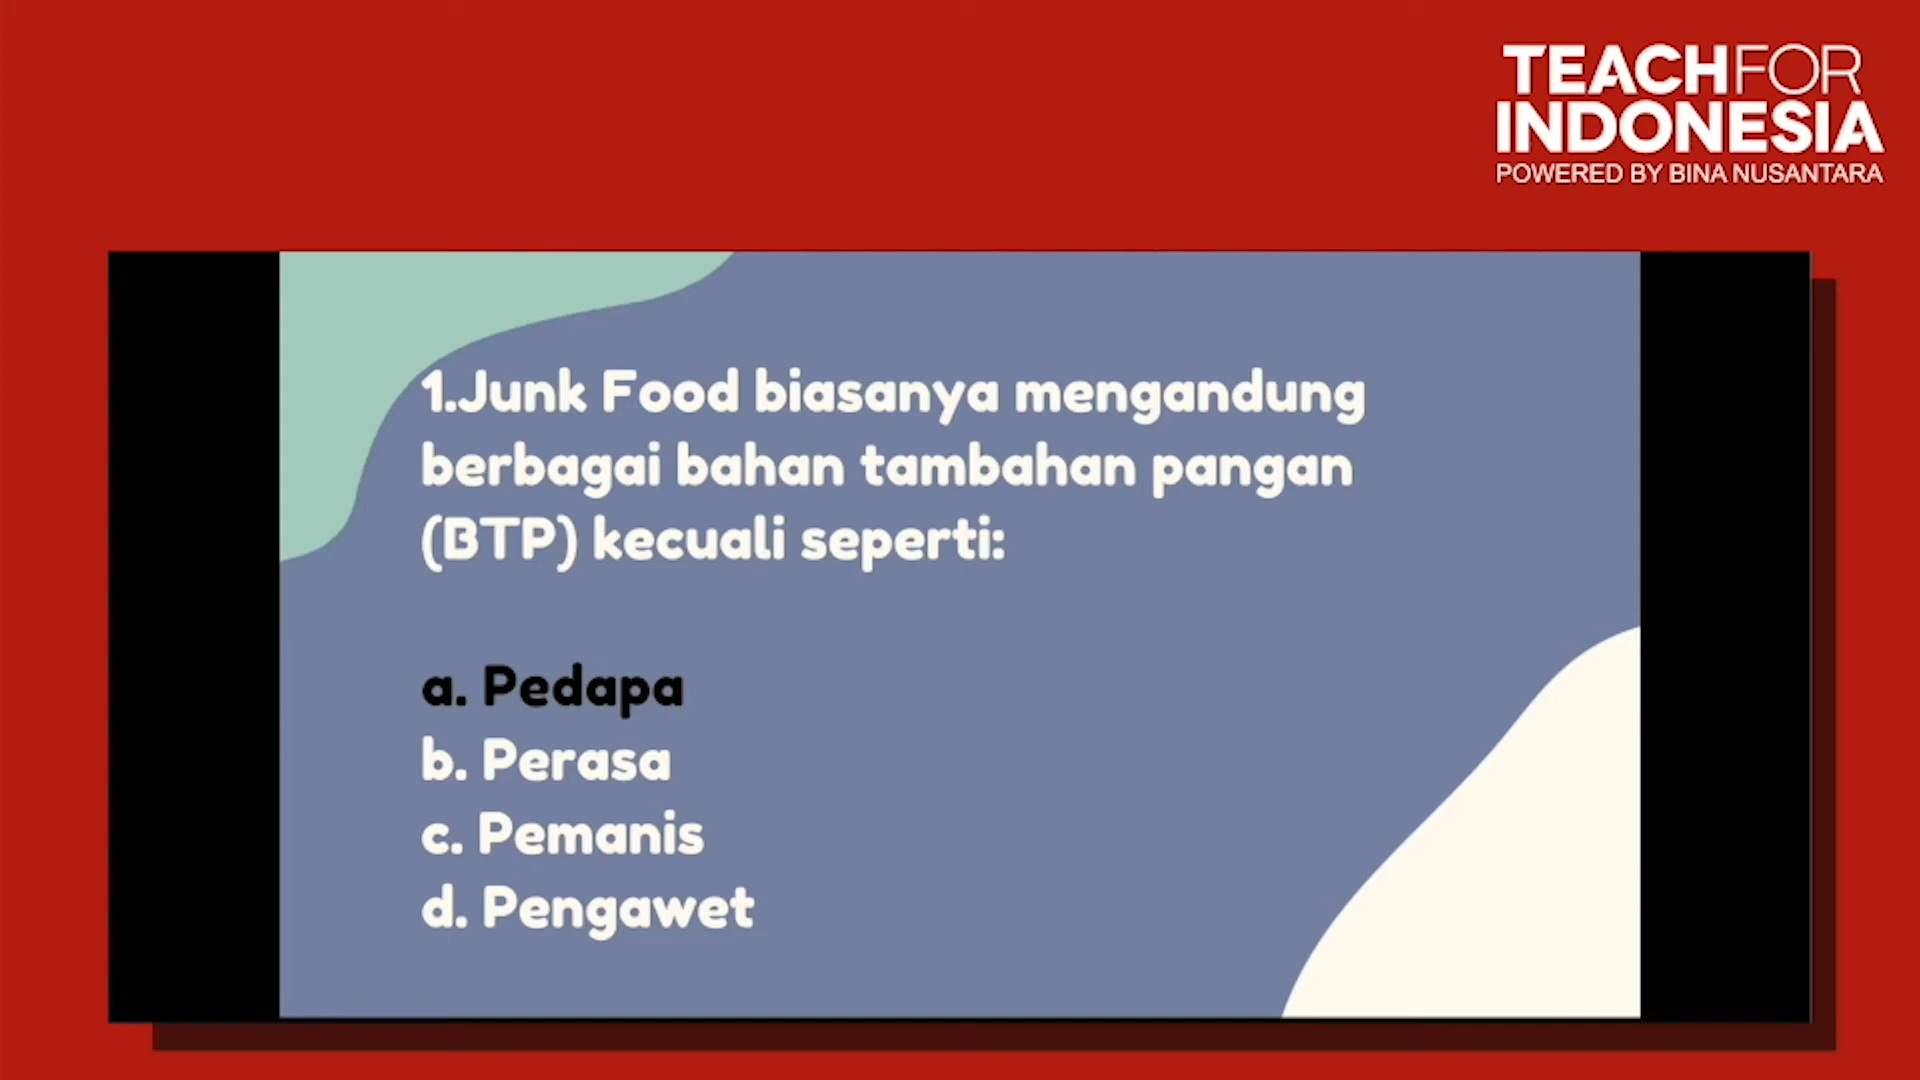 TEACHFOR
INDONESIA
POWERED BY BINA NUSANTARA
1.Junk Food biasanya mengandung
berbagai bahan tambahan pangan
(BTP) kecuali seperti:
a. Pedapa
b. Perasa
c. Pemanis
d. Pengawet